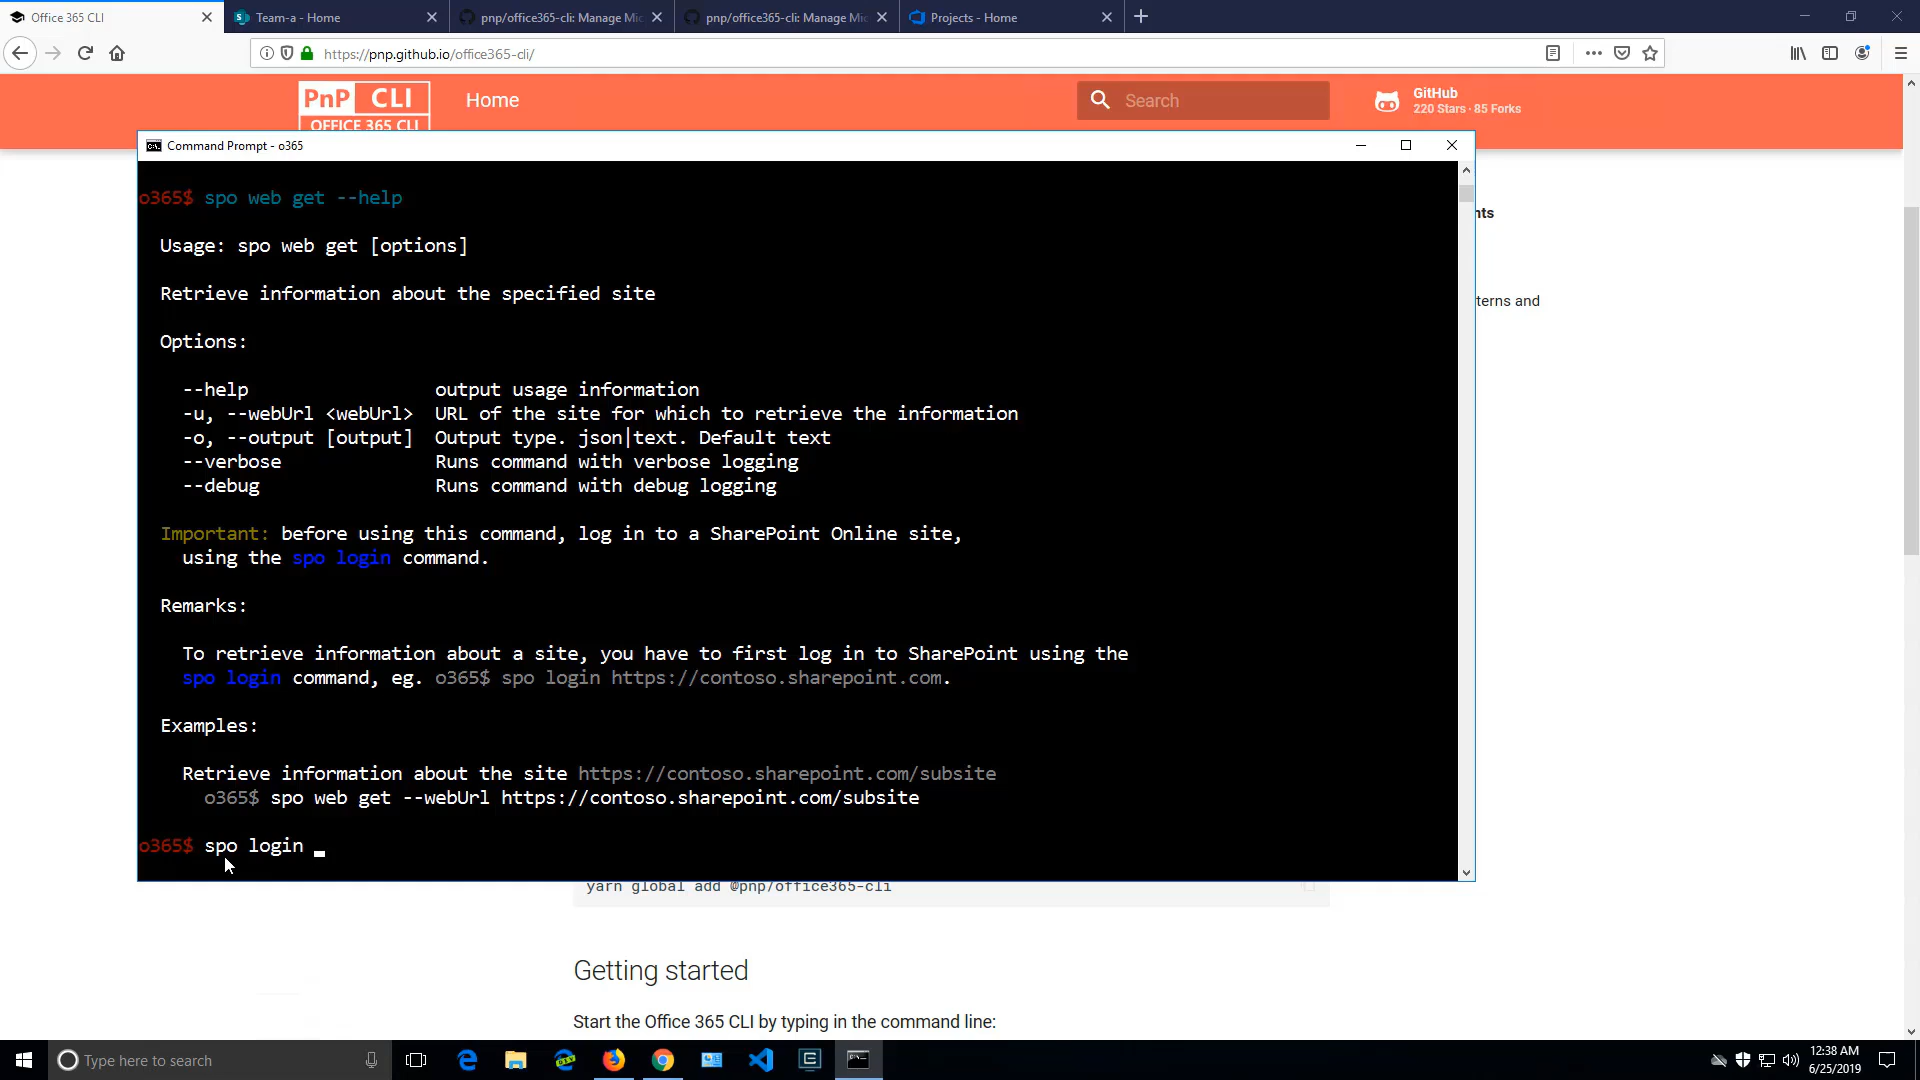 Office 365 CLI
Team-a - Home
pnp/office365-cli: Manage Mic
pnp/office365-cli: Manage Mic
Projects - Home
https://pnp.github.io/office365-cli/
PnP CLI
OFFICE 365 CLI
Home
Search
GitHub
220 Stars · 85 Forks
Command Prompt - o365
o365$ spo web get --help
nts
Usage: spo web get [options]
Retrieve information about the specified site
terns and
Options:
--help output usage information
-u, --webUrl <webUrl> URL of the site for which to retrieve the information
-o, --output [output] Output type. json|text. Default text
--verbose Runs command with verbose logging
--debug Runs command with debug logging
Important: before using this command, log in to a SharePoint Online site,
using the spo login command.
Remarks:
To retrieve information about a site, you have to first log in to SharePoint using the
spo login command, eg. o365$ spo login https://contoso.sharepoint.com.
Examples:
Retrieve information about the site https://contoso.sharepoint.com/subsite
o365$ spo web get --webUrl https://contoso.sharepoint.com/subsite
o365$ spo login _
yarn global add @pnp/office365-cli
Getting started
Start the Office 365 CLI by typing in the command line:
Type here to search
12:38 AM
6/25/2019